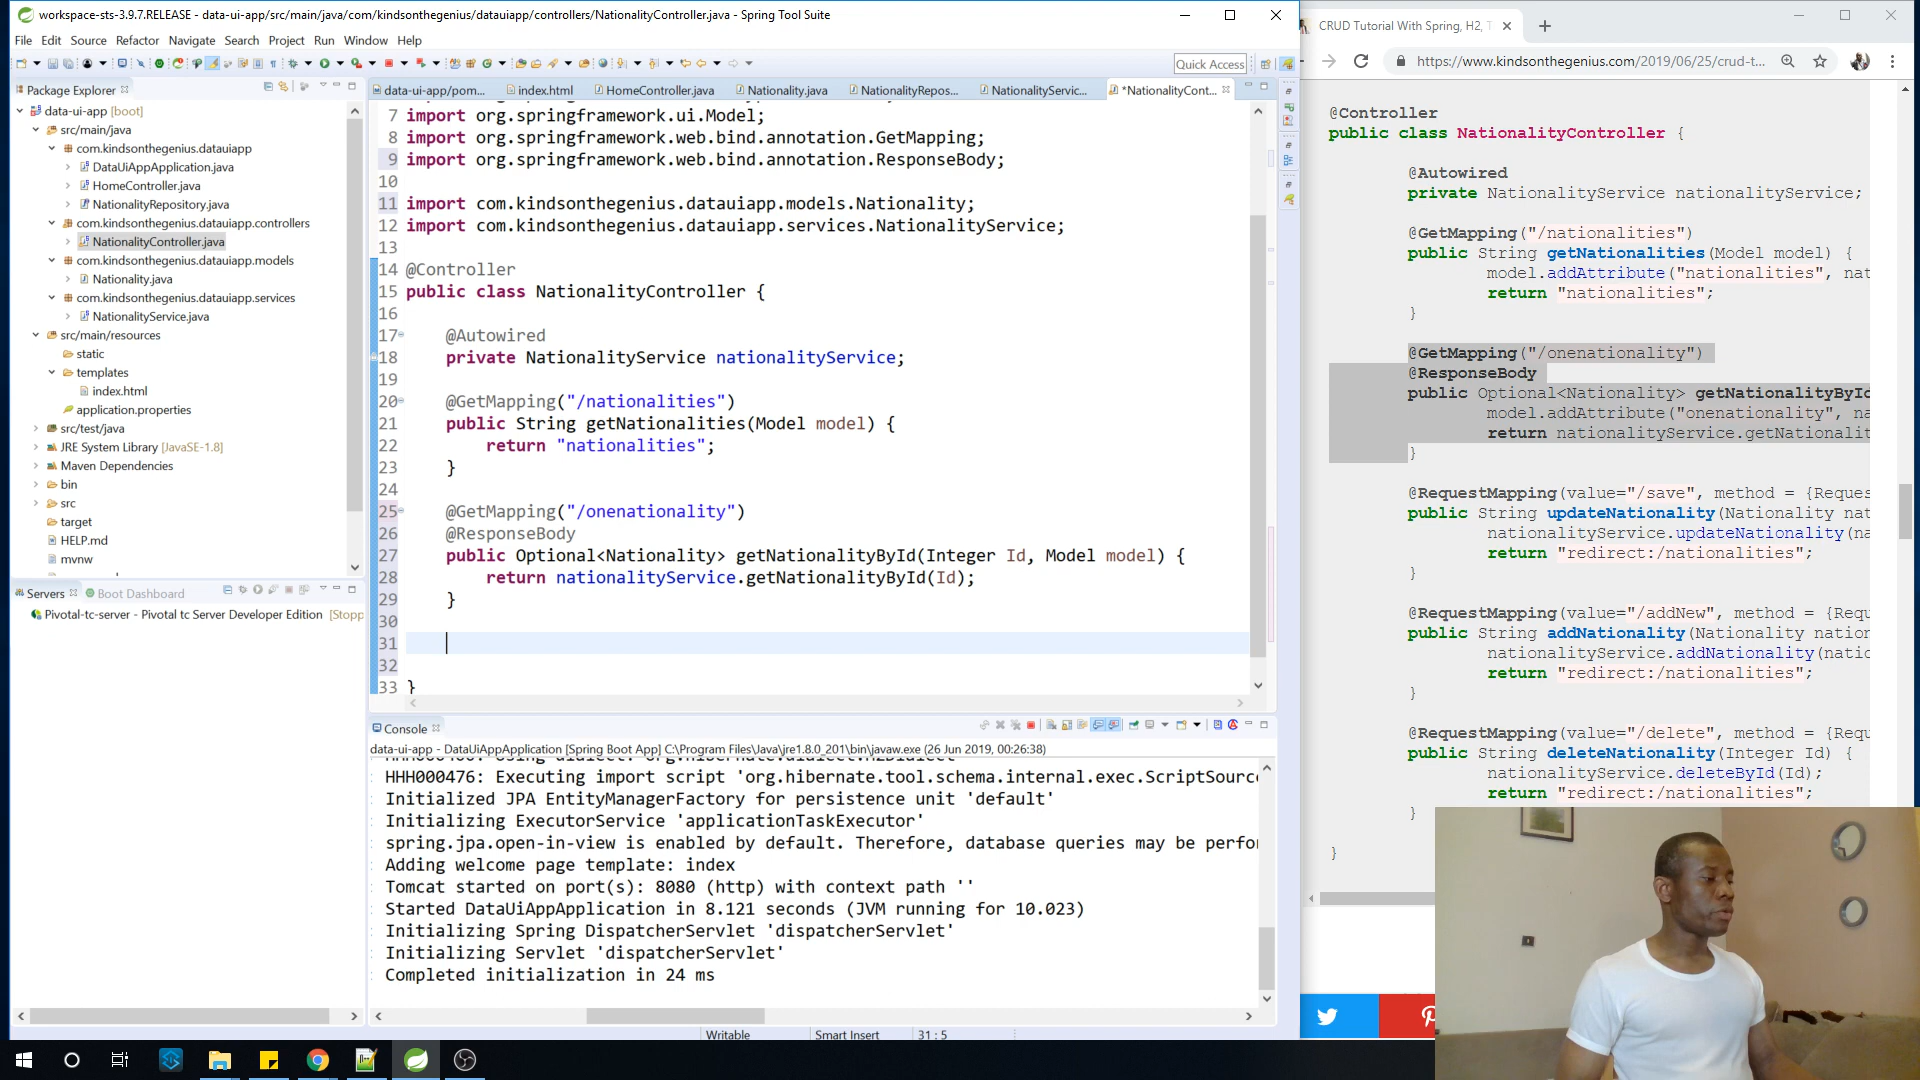 workspace-sts-3.9.7.RELEASE - data-ui-app/src/main/java/com/kindsonthegenius/datauiapp/controllers/NationalityController.java - Spring Tool Suite
File Edit Source Refactor Navigate Search Project Run Window Help
Quick Access
Package Explorer
data-ui-app [boot]
src/main/java
com.kindsonthegenius.datauiapp
DataUiAppApplication.java
HomeController.java
NationalityRepository.java
com.kindsonthegenius.datauiapp.controllers
NationalityController.java
com.kindsonthegenius.datauiapp.models
Nationality.java
com.kindsonthegenius.datauiapp.services
NationalityService.java
src/main/resources
static
templates
index.html
application.properties
src/test/java
JRE System Library [JavaSE-1.8]
Maven Dependencies
bin
src
target
HELP.md
mvnw
Servers Boot Dashboard
Pivotal-tc-server - Pivotal tc Server Developer Edition [Stopp
data-ui-app/pom... index.html HomeController.java Nationality.java NationalityRepos... NationalityServic... *NationalityCont...
7 import org.springframework.ui.Model;
8 import org.springframework.web.bind.annotation.GetMapping;
9 import org.springframework.web.bind.annotation.ResponseBody;
10
11 import com.kindsonthegenius.datauiapp.models.Nationality;
12 import com.kindsonthegenius.datauiapp.services.NationalityService;
13
14 @Controller
15 public class NationalityController {
16
17 @Autowired
18 private NationalityService nationalityService;
19
20 @GetMapping("/nationalities")
21 public String getNationalities(Model model) {
22 return "nationalities";
23 }
24
25 @GetMapping("/onenationality")
26 @ResponseBody
27 public Optional<Nationality> getNationalityById(Integer Id, Model model) {
28 return nationalityService.getNationalityById(Id);
29 }
30
31
32
33 }
Console
data-ui-app - DataUiAppApplication [Spring Boot App] C:\Program Files\Java\jre1.8.0_201\bin\javaw.exe (26 Jun 2019, 00:26:38)
HHH000476: Executing import script 'org.hibernate.tool.schema.internal.exec.ScriptSource
Initialized JPA EntityManagerFactory for persistence unit 'default'
Initializing ExecutorService 'applicationTaskExecutor'
spring.jpa.open-in-view is enabled by default. Therefore, database queries may be perfor
Adding welcome page template: index
Tomcat started on port(s): 8080 (http) with context path ''
Started DataUiAppApplication in 8.121 seconds (JVM running for 10.023)
Initializing Spring DispatcherServlet 'dispatcherServlet'
Initializing Servlet 'dispatcherServlet'
Completed initialization in 24 ms
Writable Smart Insert 31 : 5
CRUD Tutorial With Spring, H2, T
https://www.kindsonthegenius.com/2019/06/25/crud-t...
@Controller
public class NationalityController {
@Autowired
private NationalityService nationalityService;
@GetMapping("/nationalities")
public String getNationalities(Model model) {
model.addAttribute("nationalities", nat
return "nationalities";
}
@GetMapping("/onenationality")
@ResponseBody
public Optional<Nationality> getNationalityById
model.addAttribute("onenationality", na
return nationalityService.getNationalit
}
@RequestMapping(value="/save", method = {Reques
public String updateNationality(Nationality nat
nationalityService.updateNationality(na
return "redirect:/nationalities";
}
@RequestMapping(value="/addNew", method = {Requ
public String addNationality(Nationality nation
nationalityService.addNationality(natio
return "redirect:/nationalities";
}
@RequestMapping(value="/delete", method = {Requ
public String deleteNationality(Integer Id) {
nationalityService.deleteById(Id);
return "redirect:/nationalities";
}
}